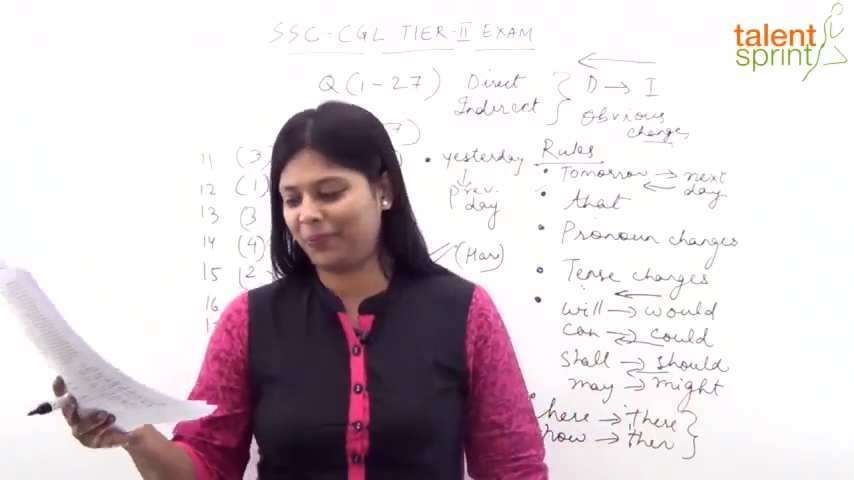 SSC-CGL TIER-II EXAM
talent
sprint
Q(1-27) Direct
Indirect
D → I
Obvious
changes
7)
11 (3
12 (1)
13 (3
14 (4)
15 (2
16
• yesterday
↓
Prev.
day
(Hari)
Rules
• Tomorrow → next
day
• that
• Pronoun changes
• Tense changes
• will → would
can → could
shall → should
may → might
here → there
now → then